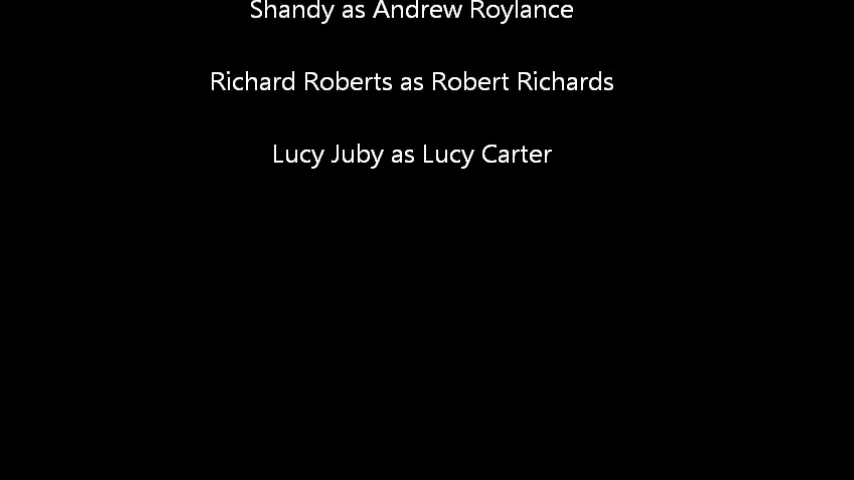 Shandy as Andrew Roylance
Richard Roberts as Robert Richards
Lucy Juby as Lucy Carter